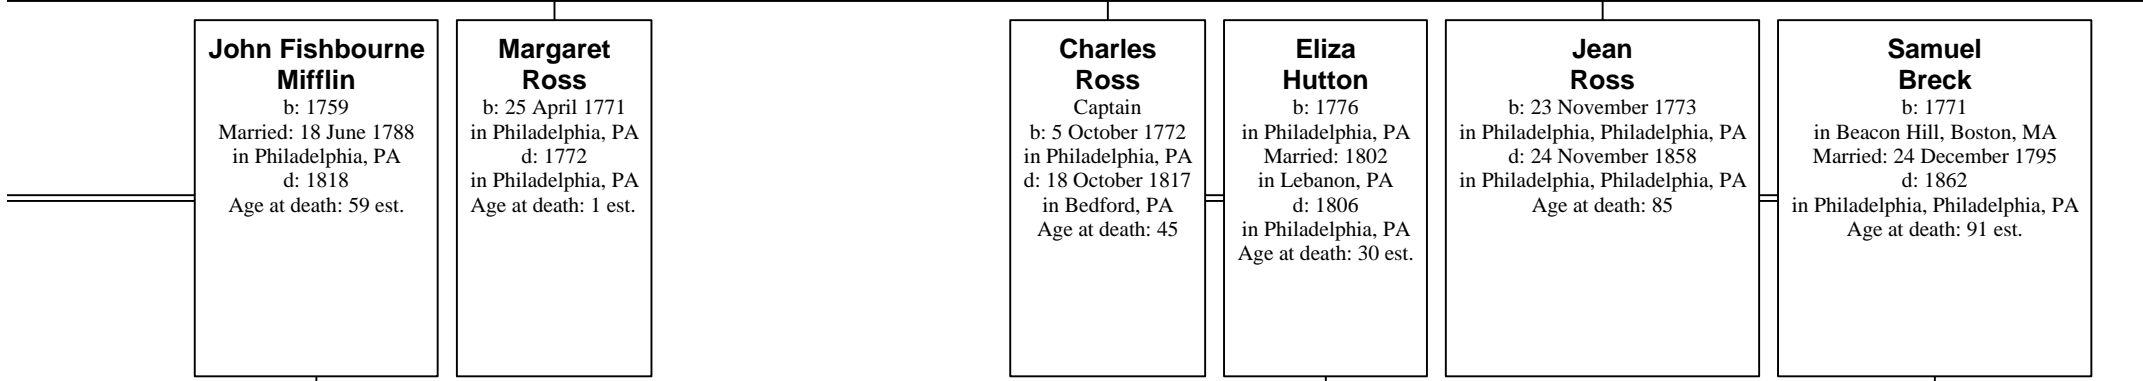 John Fishbourne
Mifflin
b: 1759
Married: 18 June 1788
in Philadelphia, PA
d: 1818
Age at death: 59 est.
Margaret
Ross
b: 25 April 1771
in Philadelphia, PA
d: 1772
in Philadelphia, PA
Age at death: 1 est.
Charles
Ross
Captain
b: 5 October 1772
in Philadelphia, PA
d: 18 October 1817
in Bedford, PA
Age at death: 45
Eliza
Hutton
b: 1776
in Philadelphia, PA
Married: 1802
in Lebanon, PA
d: 1806
in Philadelphia, PA
Age at death: 30 est.
Jean
Ross
b: 23 November 1773
in Philadelphia, Philadelphia, PA
d: 24 November 1858
in Philadelphia, Philadelphia, PA
Age at death: 85
Samuel
Breck
b: 1771
in Beacon Hill, Boston, MA
Married: 24 December 1795
d: 1862
in Philadelphia, Philadelphia, PA
Age at death: 91 est.